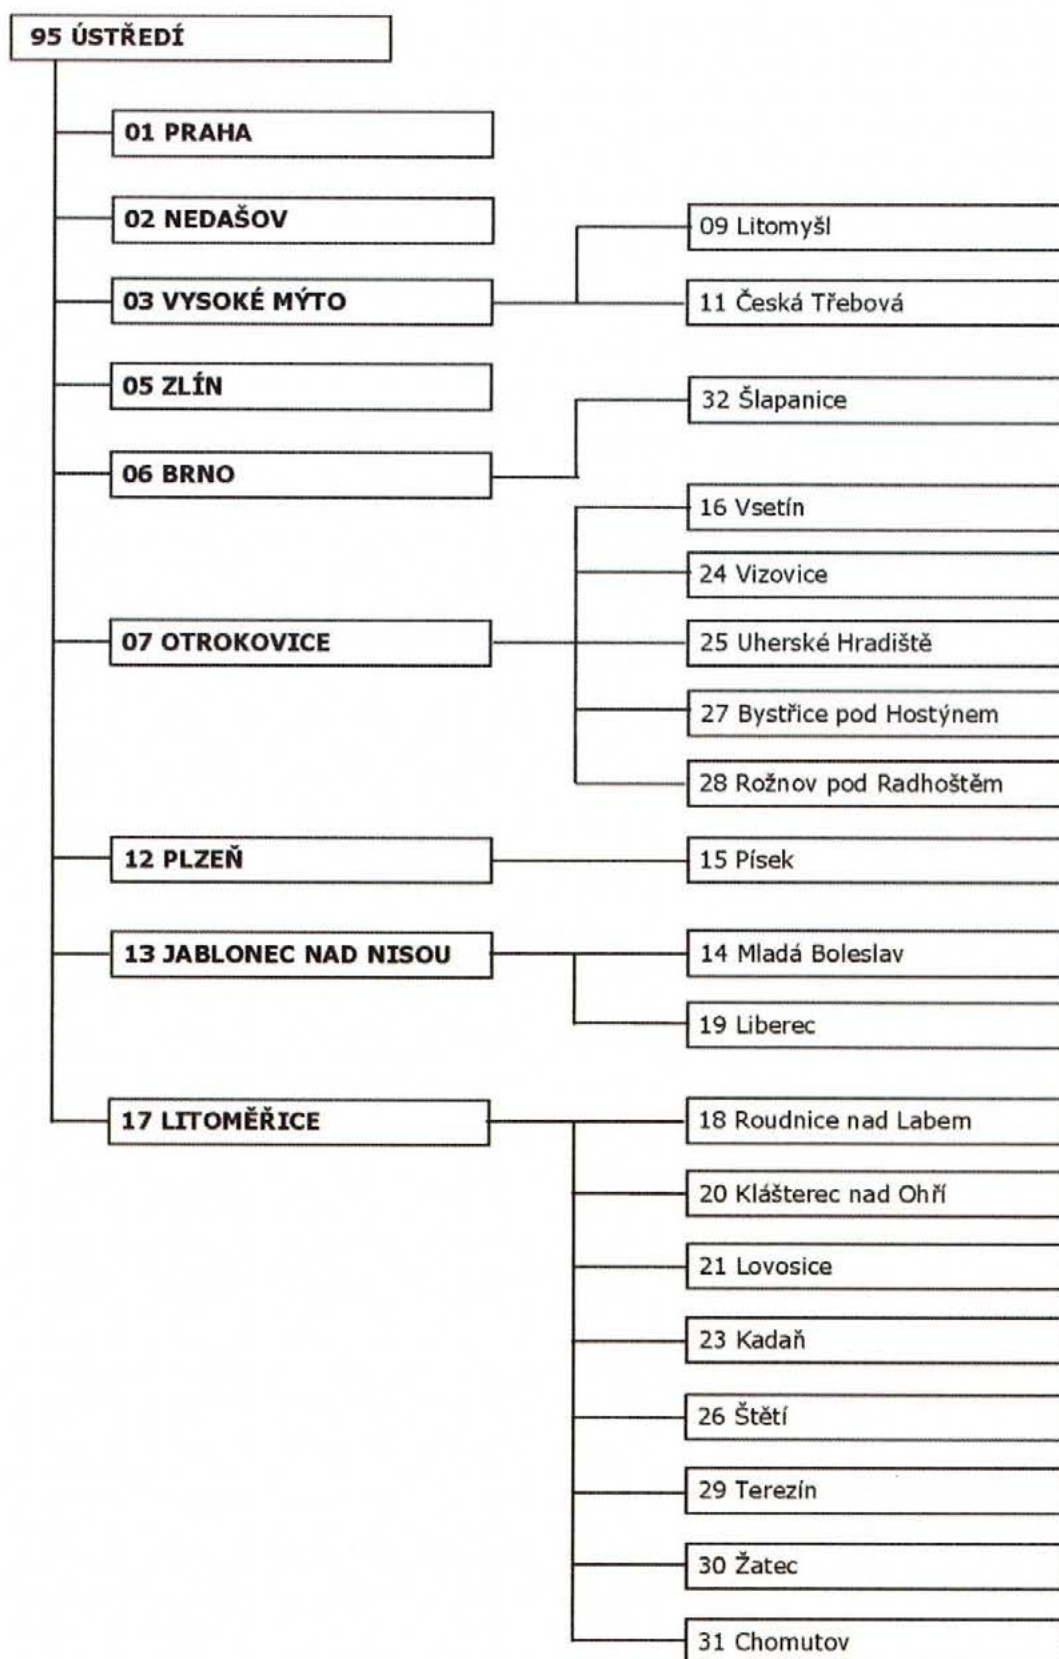 95 ÚSTŘEDÍ
01 PRAHA
02 NEDAŠOV
03 VYSOKÉ MÝTO
09 Litomyšl
11 Česká Třebová
05 ZLÍN
06 BRNO
32 Šlapanice
07 OTROKOVICE
16 Vsetín
24 Vizovice
25 Uherské Hradiště
27 Bystřice pod Hostýnem
28 Rožnov pod Radhoštěm
12 PLZEŇ
15 Písek
13 JABLONEC NAD NISOU
14 Mladá Boleslav
19 Liberec
17 LITOMĚŘICE
18 Roudnice nad Labem
20 Klášterec nad Ohří
21 Lovosice
23 Kadaň
26 Štětí
29 Terezín
30 Žatec
31 Chomutov